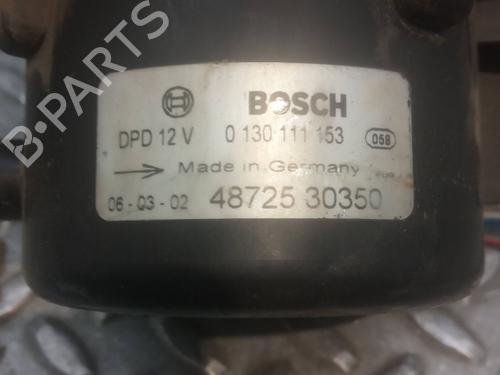 BOSCH
DPD 12 V 0 130 111 153 058
Made in Germany
06-03-02 48725 30350
B-PARTS